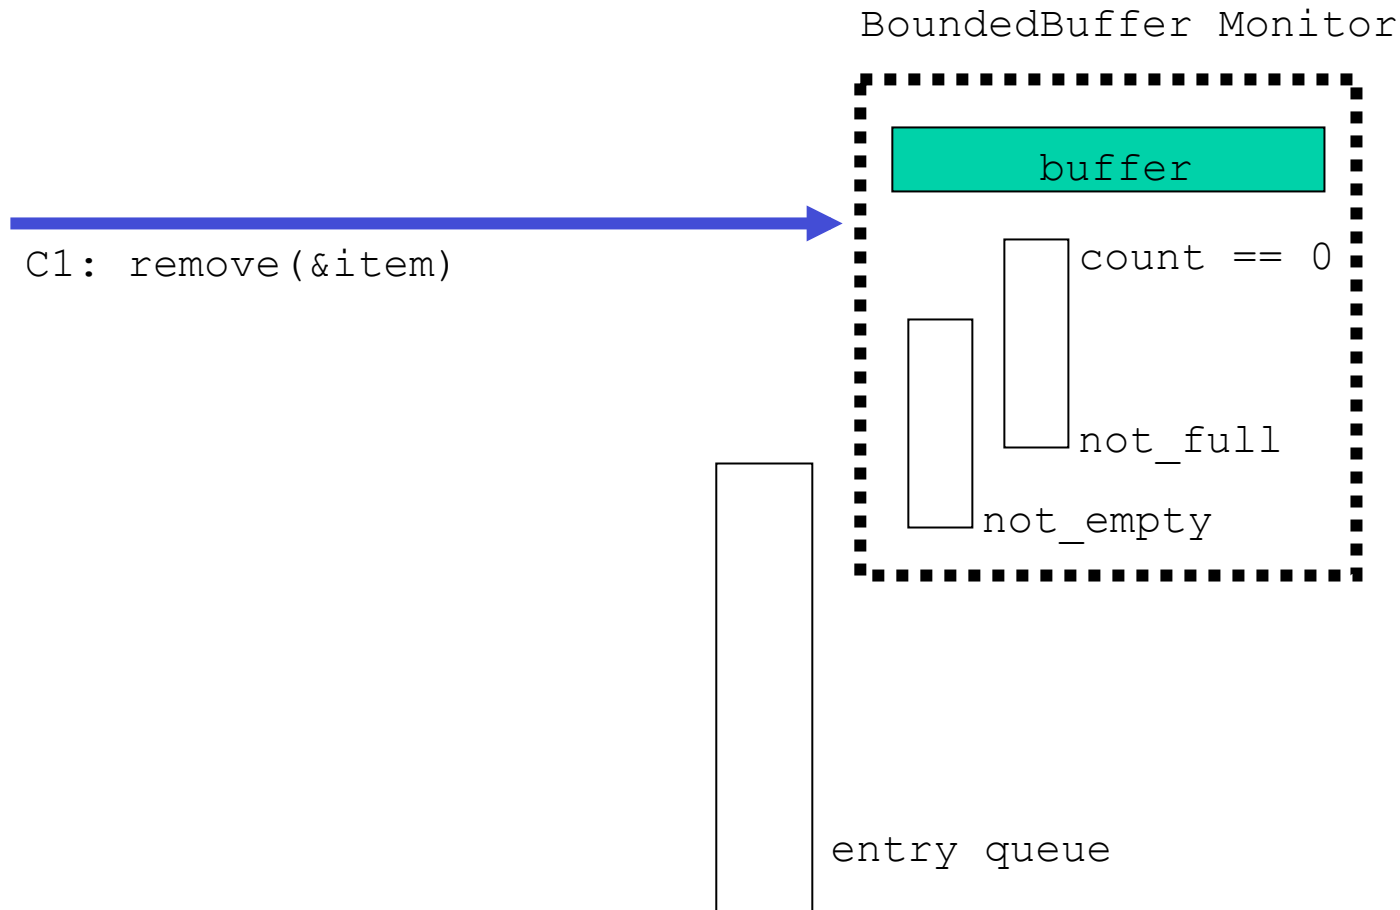 BoundedBuffer Monitor
buffer
C1: remove(&item)
count == 0
not_full
not_empty
entry queue